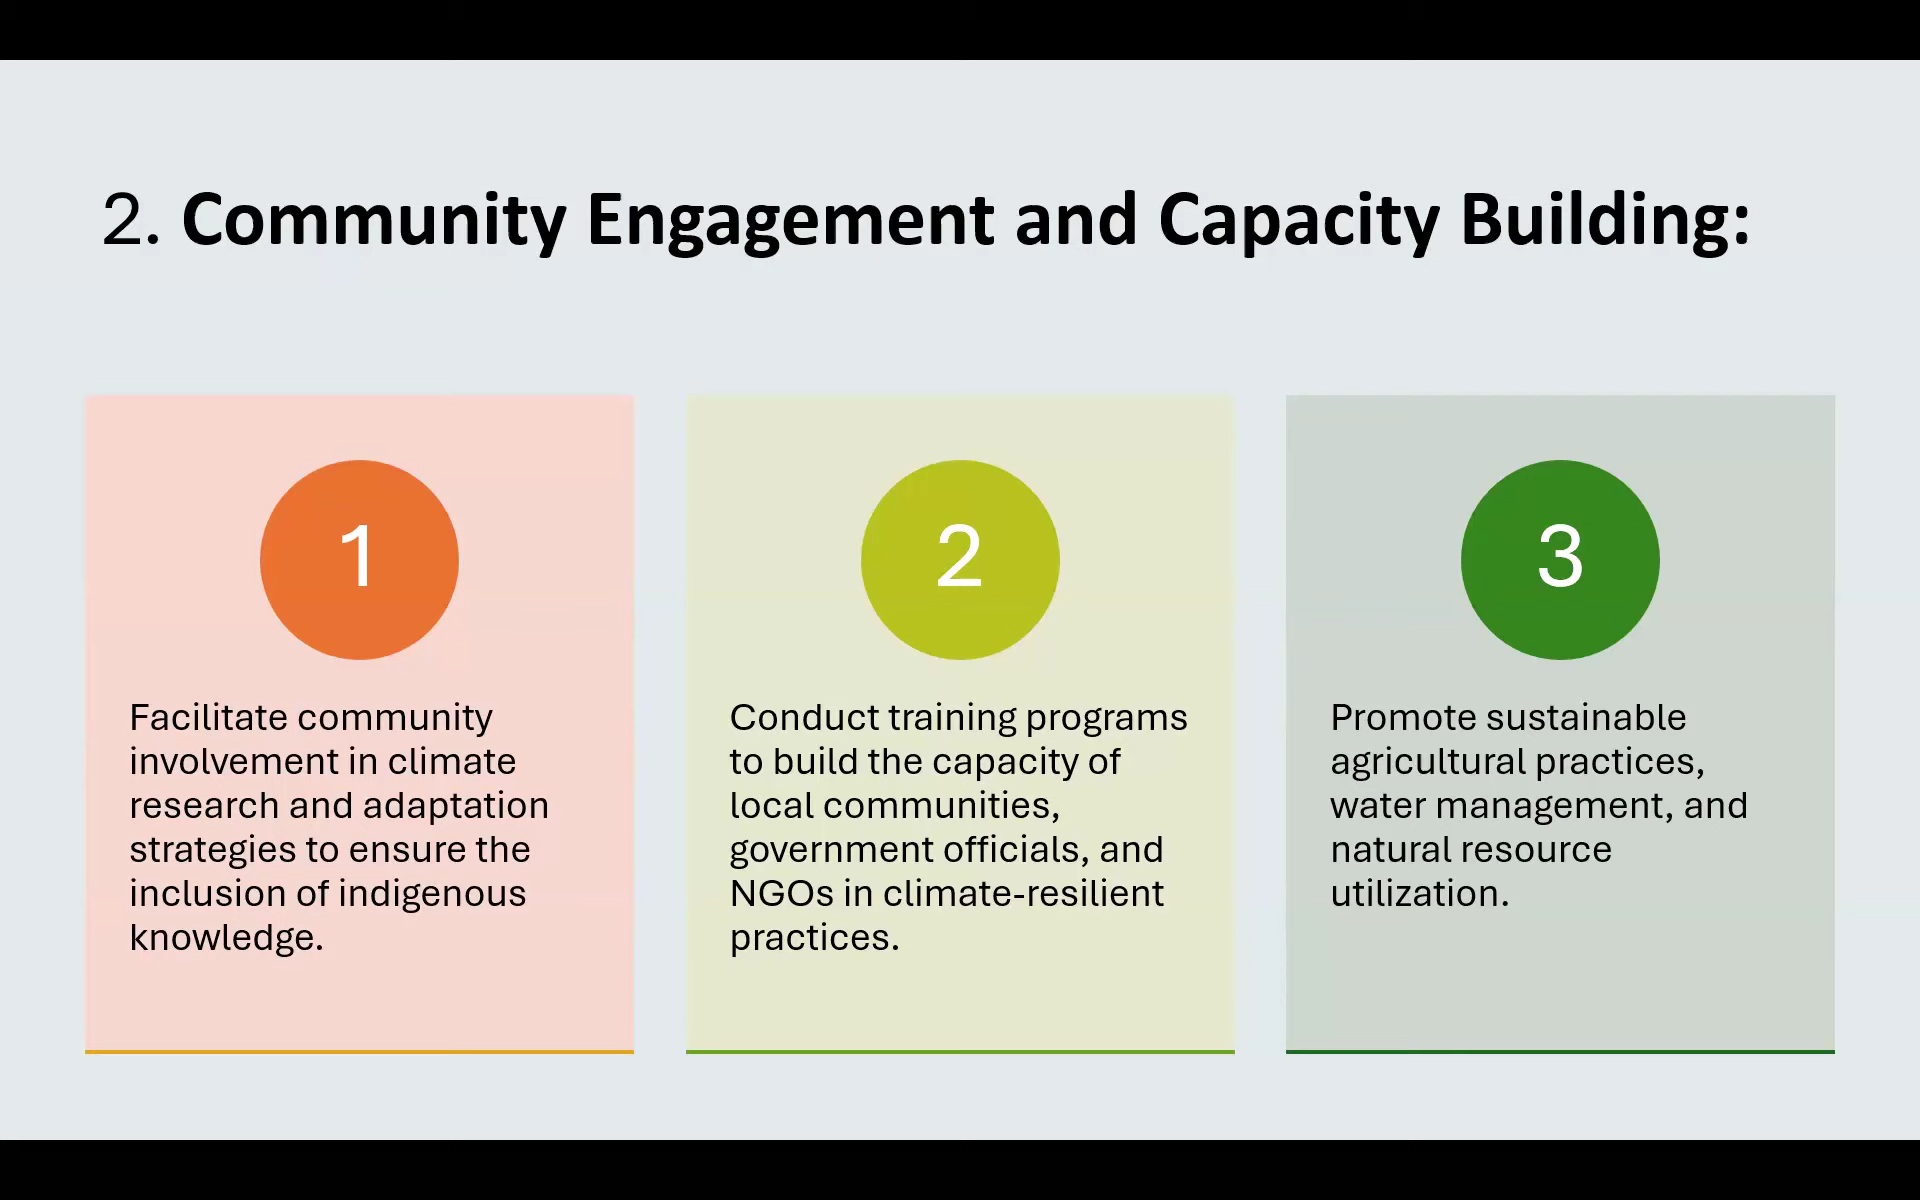 2. Community Engagement and Capacity Building:
1
Facilitate community
involvement in climate
research and adaptation
strategies to ensure the
inclusion of indigenous
knowledge.
2
Conduct training programs
to build the capacity of
local communities,
government officials, and
NGOs in climate-resilient
practices.
3
Promote sustainable
agricultural practices,
water management, and
natural resource
utilization.